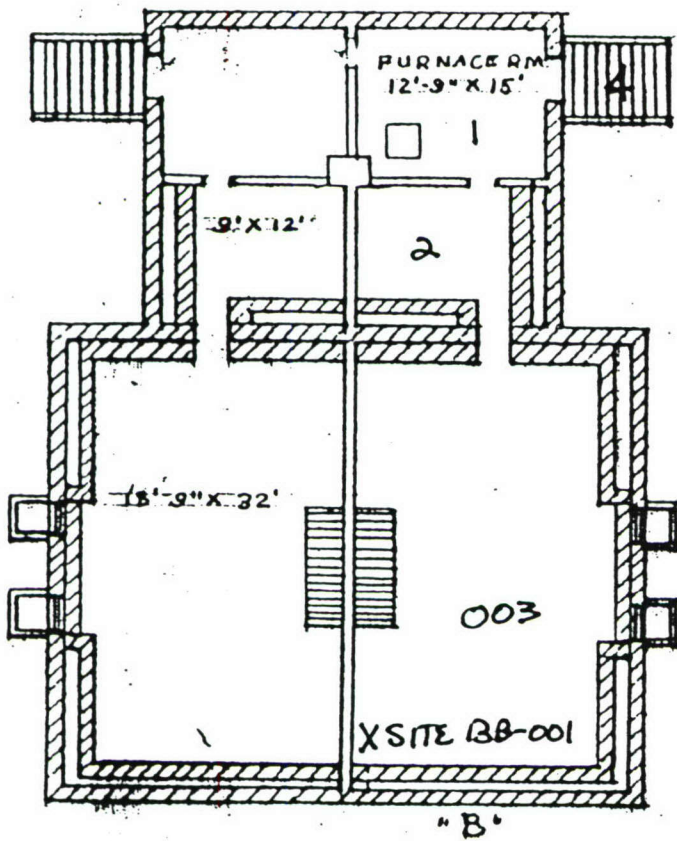 FURNACE RM
12'-9" X 15'
4
1
9' X 12'
2
18'-9" X 32'
003
X SITE BB-001
"B"